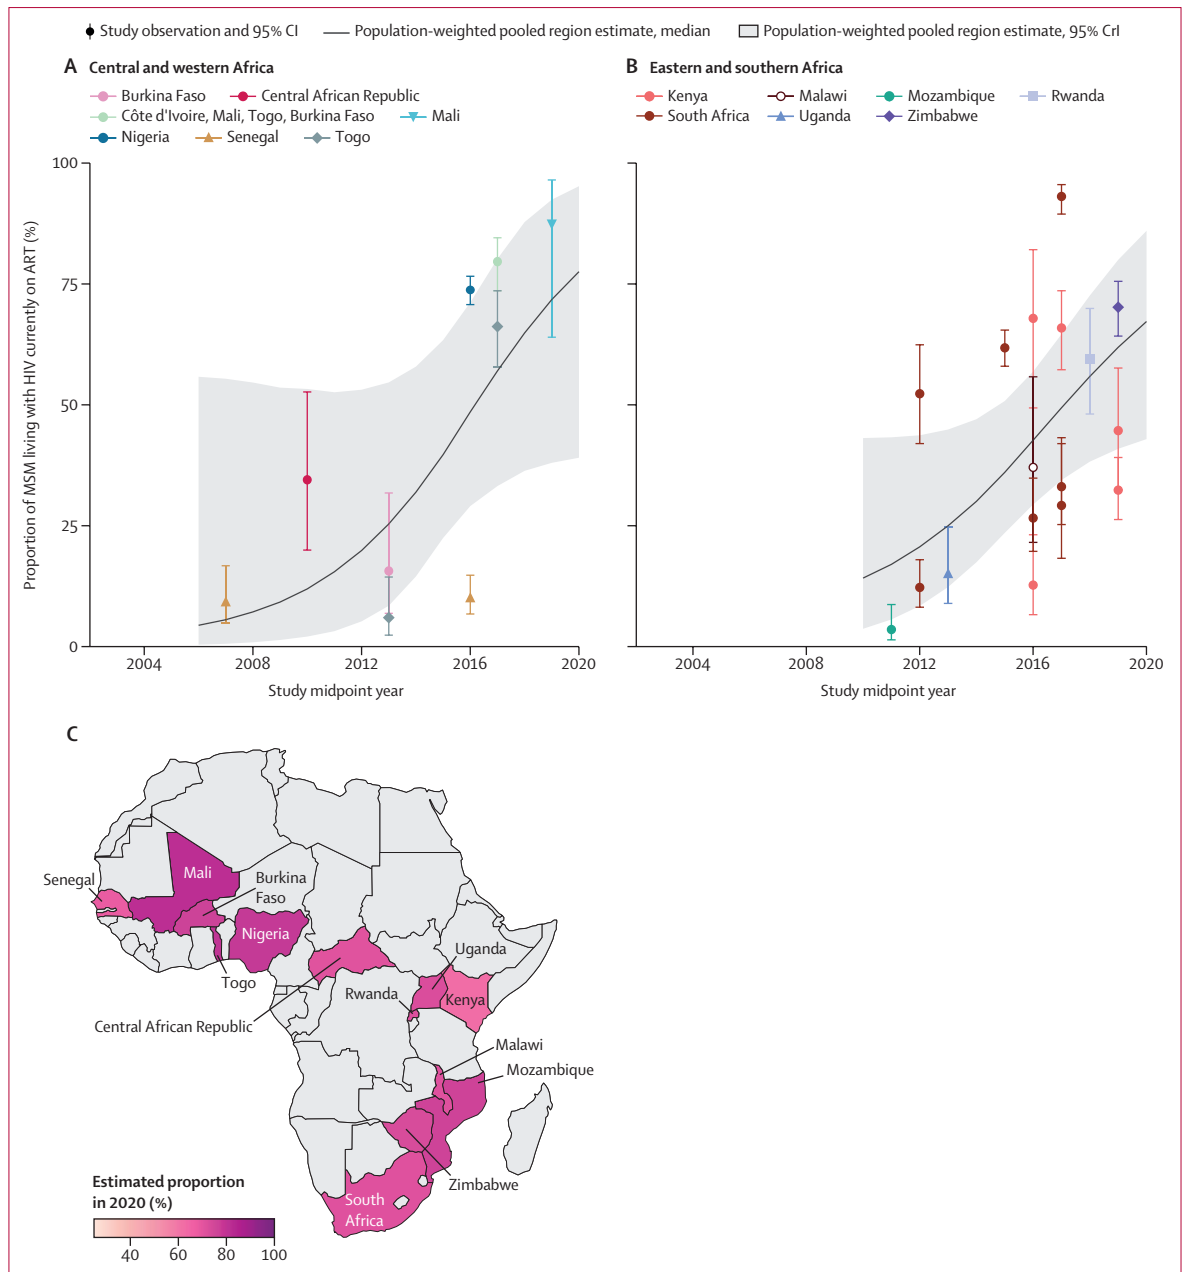 Study observation and 95% CI Population-weighted pooled region estimate, median Population-weighted pooled region estimate, 95% CrI
A Central and western Africa
Burkina Faso Central African Republic
Côte d'Ivoire, Mali, Togo, Burkina Faso Mali
Nigeria Senegal Togo
Proportion of MSM living with HIV currently on ART (%)
100
75
50
25
0
2004 2008 2012 2016 2020
Study midpoint year
B Eastern and southern Africa
Kenya Malawi Mozambique Rwanda
South Africa Uganda Zimbabwe
2004 2008 2012 2016 2020
Study midpoint year
C
Senegal
Mali
Burkina
Faso
Nigeria
Togo
Uganda
Rwanda
Kenya
Central African Republic
Malawi
Mozambique
Zimbabwe
South
Africa
Estimated proportion
in 2020 (%)
40 60 80 100